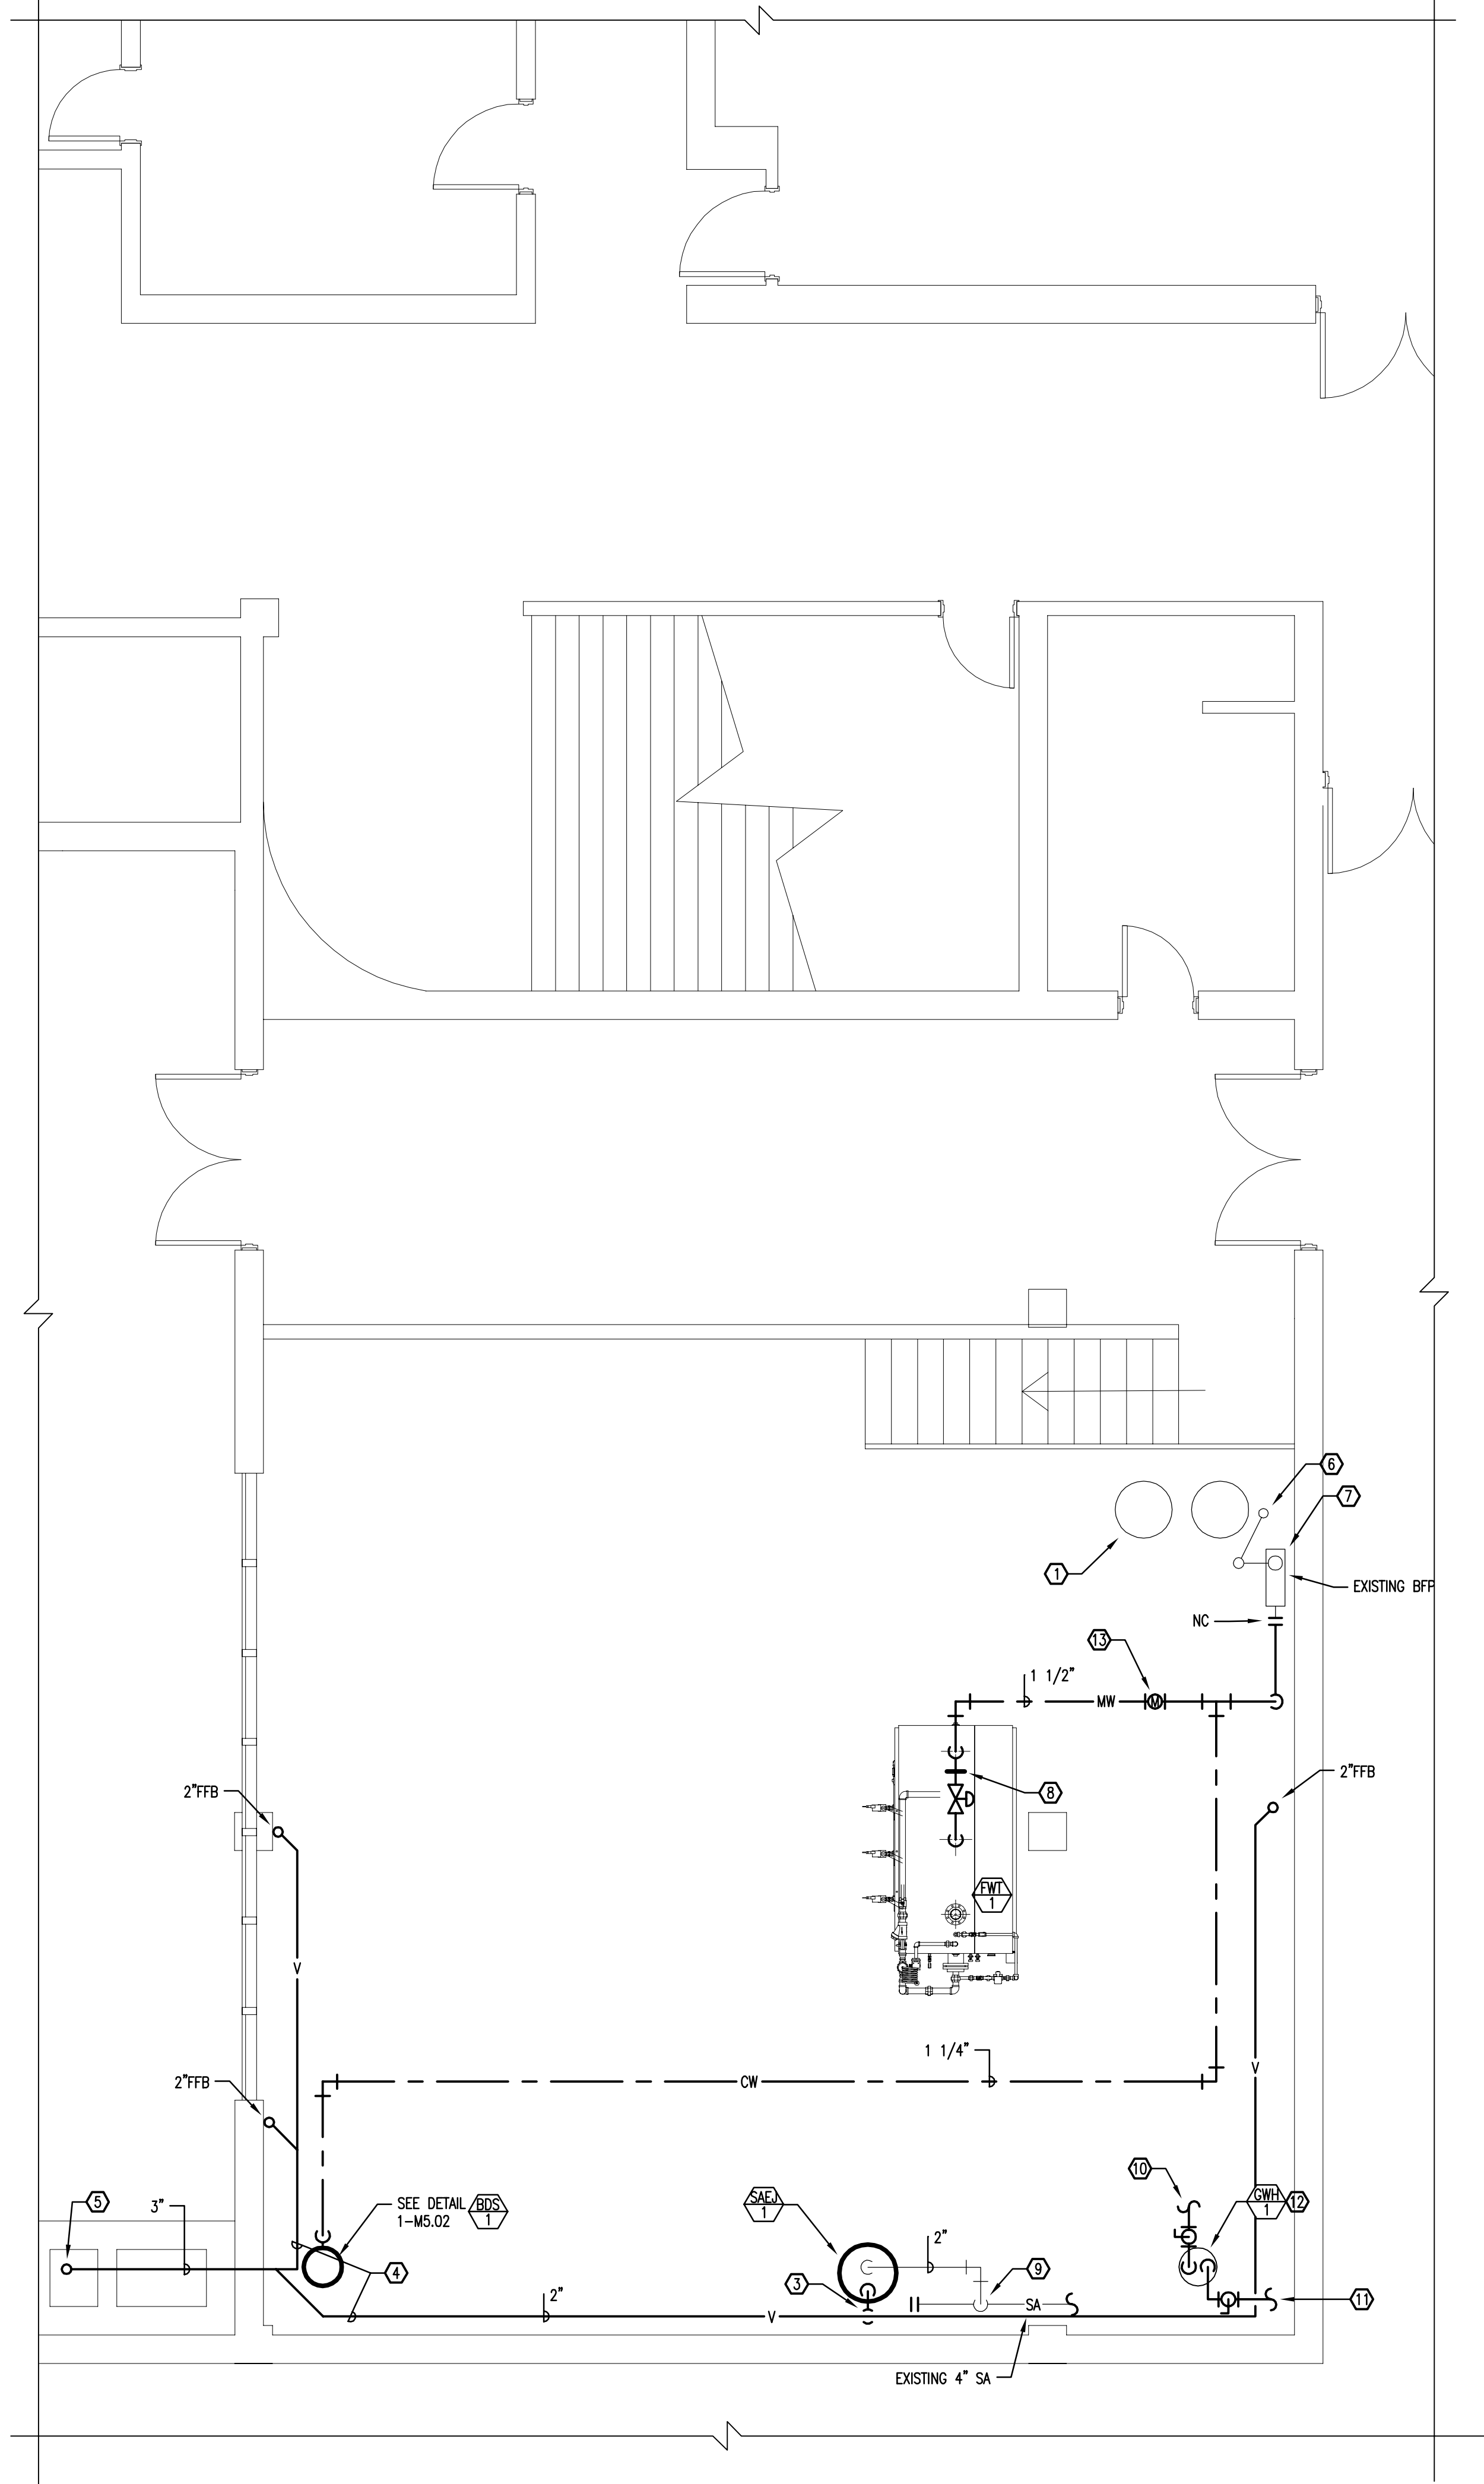 6
7
1
EXISTING BFP
NC
13
1 1/2"
MW
M
2"FFB
2"FFB
8
FWT
1
V
1 1/4"
V
2"FFB
CW
10
5
3"
SEE DETAIL
1-M5.02
BDS
1
SAEJ
1
GWH
1
12
2"
4
3
9
2"
SA
11
V
EXISTING 4" SA